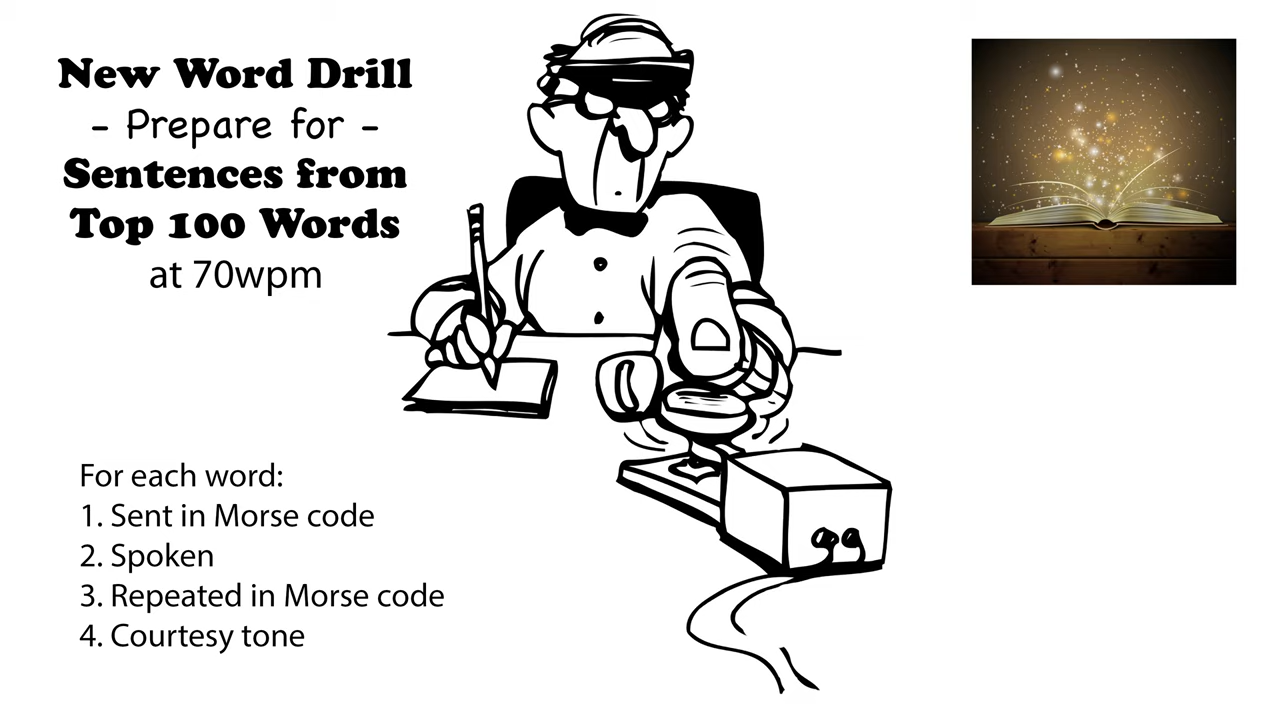 New Word Drill
- Prepare for -
Sentences from
Top 100 Words
at 70wpm
For each word:
1. Sent in Morse code
2. Spoken
3. Repeated in Morse code
4. Courtesy tone